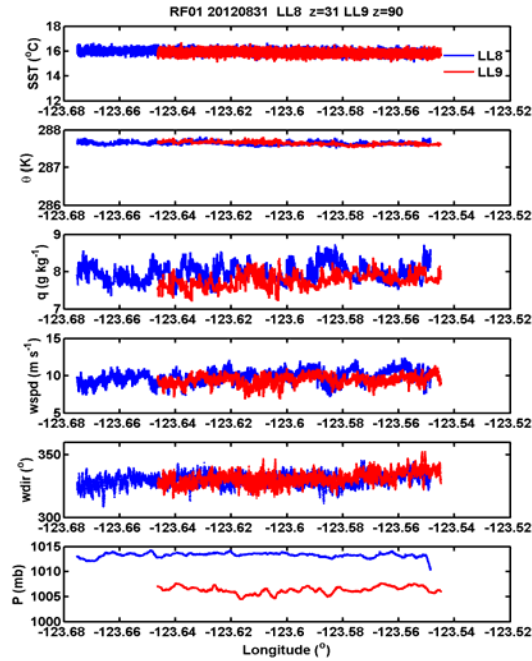 RF01 20120831 LL8 z=31 LL9 z=90
18
16
14
12
SST (°C)
LL8
LL9
-123.68 -123.66 -123.64 -123.62 -123.6 -123.58 -123.56 -123.54 -123.52
288
287
286
θ (K)
-123.68 -123.66 -123.64 -123.62 -123.6 -123.58 -123.56 -123.54 -123.52
9
8
7
q (g kg-1)
-123.68 -123.66 -123.64 -123.62 -123.6 -123.58 -123.56 -123.54 -123.52
15
10
5
wspd (m s-1)
-123.68 -123.66 -123.64 -123.62 -123.6 -123.58 -123.56 -123.54 -123.52
350
300
wdir (°)
-123.68 -123.66 -123.64 -123.62 -123.6 -123.58 -123.56 -123.54 -123.52
1015
1010
1005
1000
P (mb)
-123.68 -123.66 -123.64 -123.62 -123.6 -123.58 -123.56 -123.54 -123.52
Longitude (°)